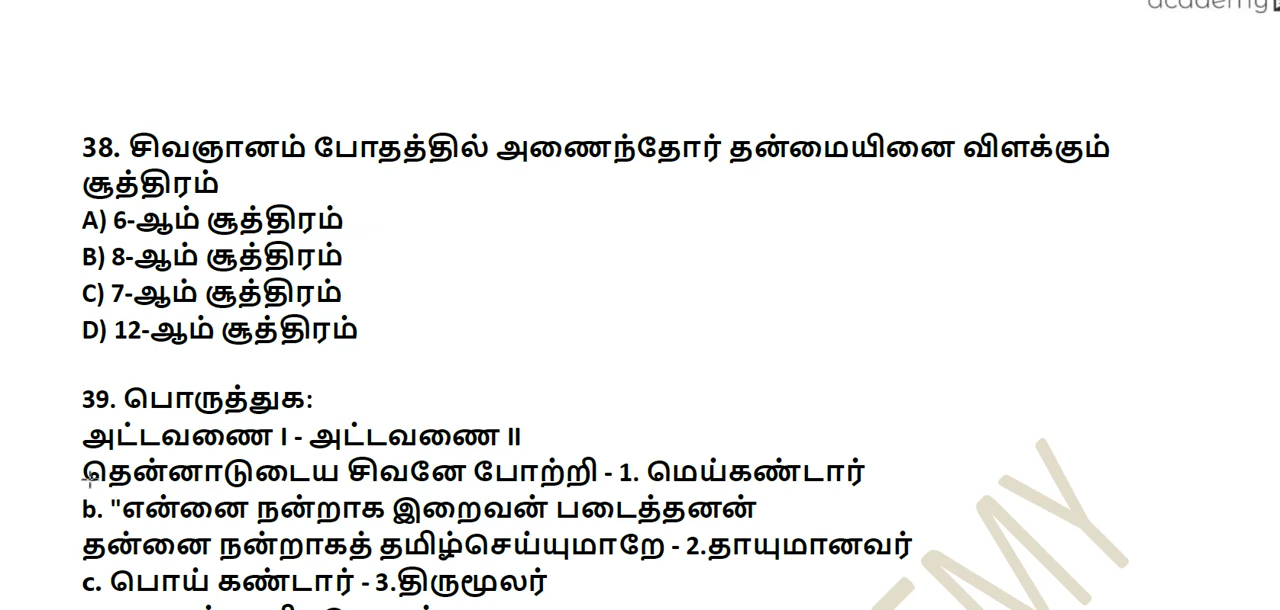 academy
38. சிவஞானம் போதத்தில் அணைந்தோர் தன்மையினை விளக்கும்
சூத்திரம்
A) 6-ஆம் சூத்திரம்
B) 8-ஆம் சூத்திரம்
C) 7-ஆம் சூத்திரம்
D) 12-ஆம் சூத்திரம்
39. பொருத்துக:
அட்டவணை I - அட்டவணை II
தென்னாடுடைய சிவனே போற்றி - 1. மெய்கண்டார்
b. "என்னை நன்றாக இறைவன் படைத்தனன்
தன்னை நன்றாகத் தமிழ்செய்யுமாறே - 2.தாயுமானவர்
c. பொய் கண்டார் - 3.திருமூலர்